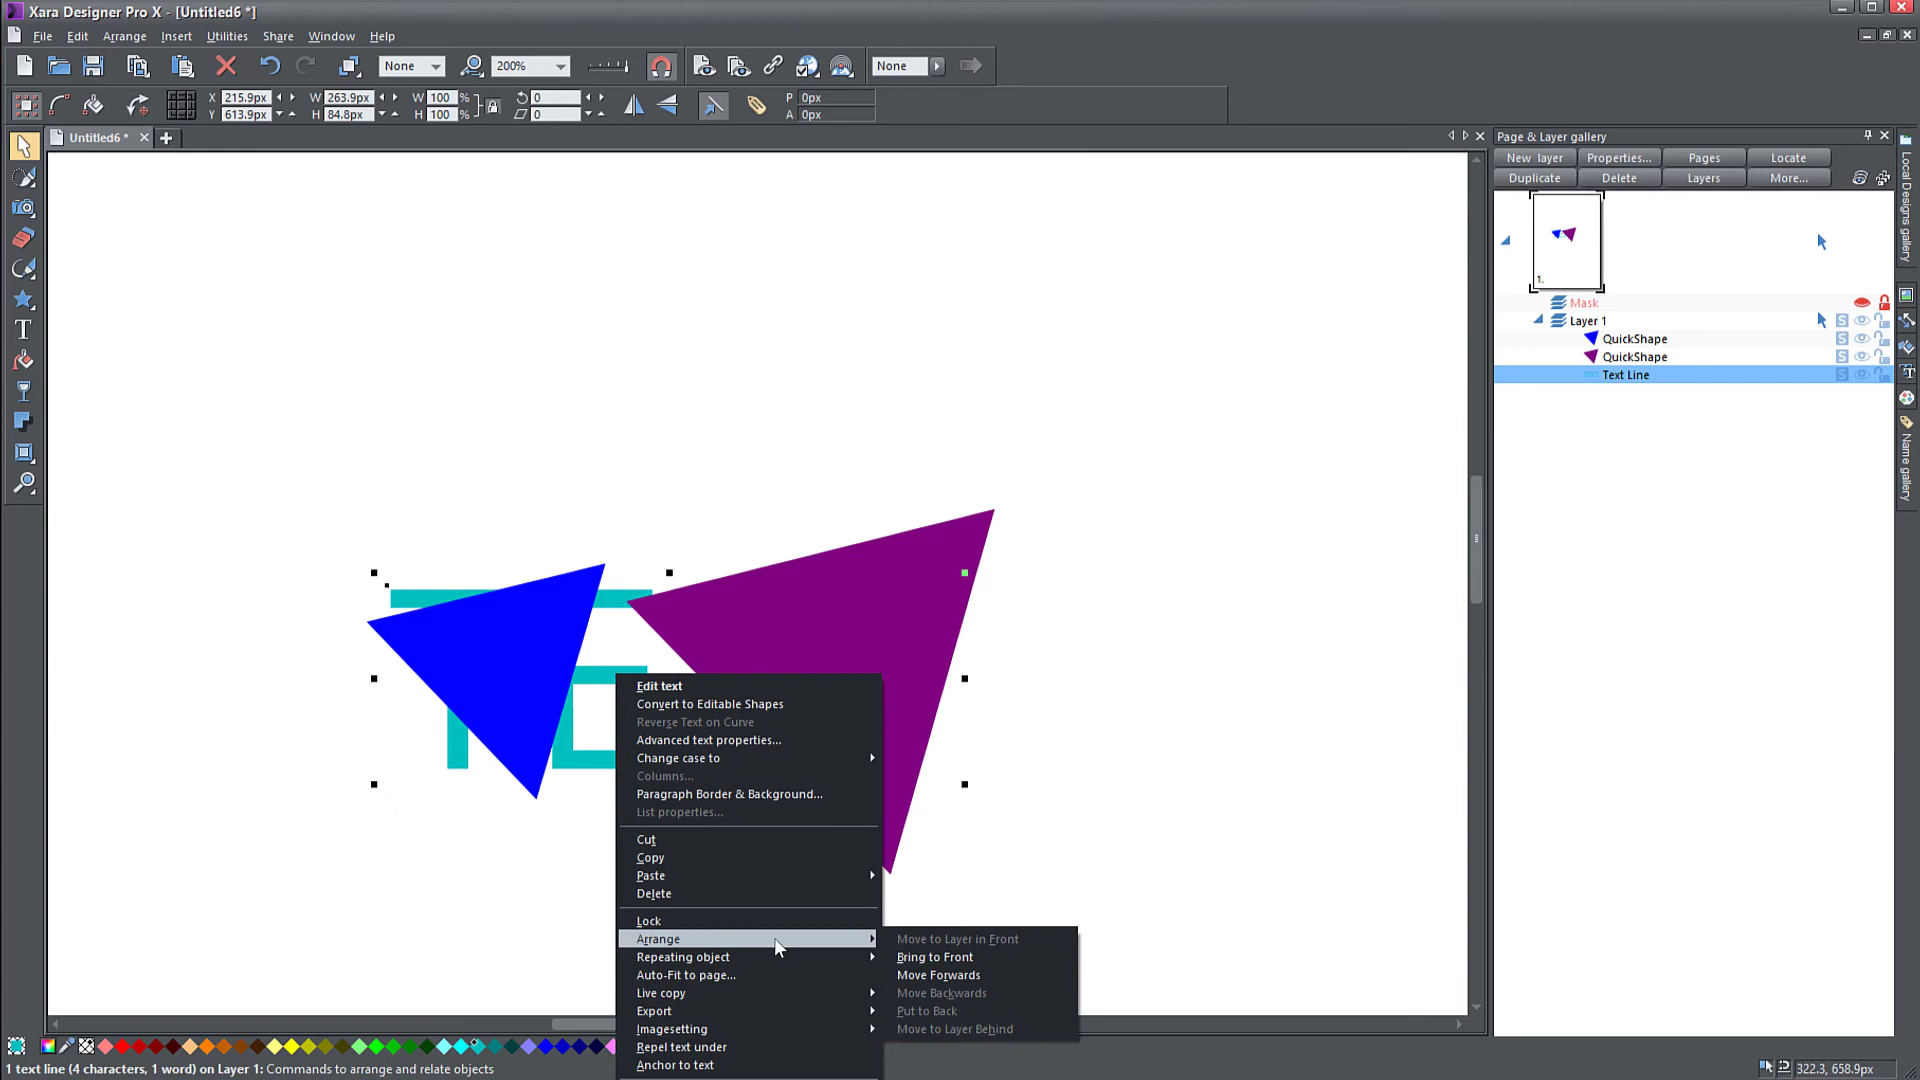 Xara Designer Pro X - [Untitled6 *]
File Edit Arrange Insert Utilities Share Window Help
None 200% None
X 215.9px W 263.9px W 100 % 0 P 0px
Y 613.9px H 84.8px H 100 % 0 A 0px
Untitled6 *
Page & Layer gallery
New layer Properties... Pages Locate
Duplicate Delete Layers More...
1.
Mask
Layer 1
S
QuickShape
S
QuickShape
S
Text Line
S
Local Designs gallery
Name gallery
Edit text
Convert to Editable Shapes
Reverse Text on Curve
Advanced text properties...
Change case to
Columns...
Paragraph Border & Background...
List properties...
Cut
Copy
Paste
Delete
Lock
Arrange
Repeating object
Auto-Fit to page...
Live copy
Export
Imagesetting
Repel text under
Anchor to text
Move to Layer in Front
Bring to Front
Move Forwards
Move Backwards
Put to Back
Move to Layer Behind
1 text line (4 characters, 1 word) on Layer 1: Commands to arrange and relate objects
322.3, 658.9px